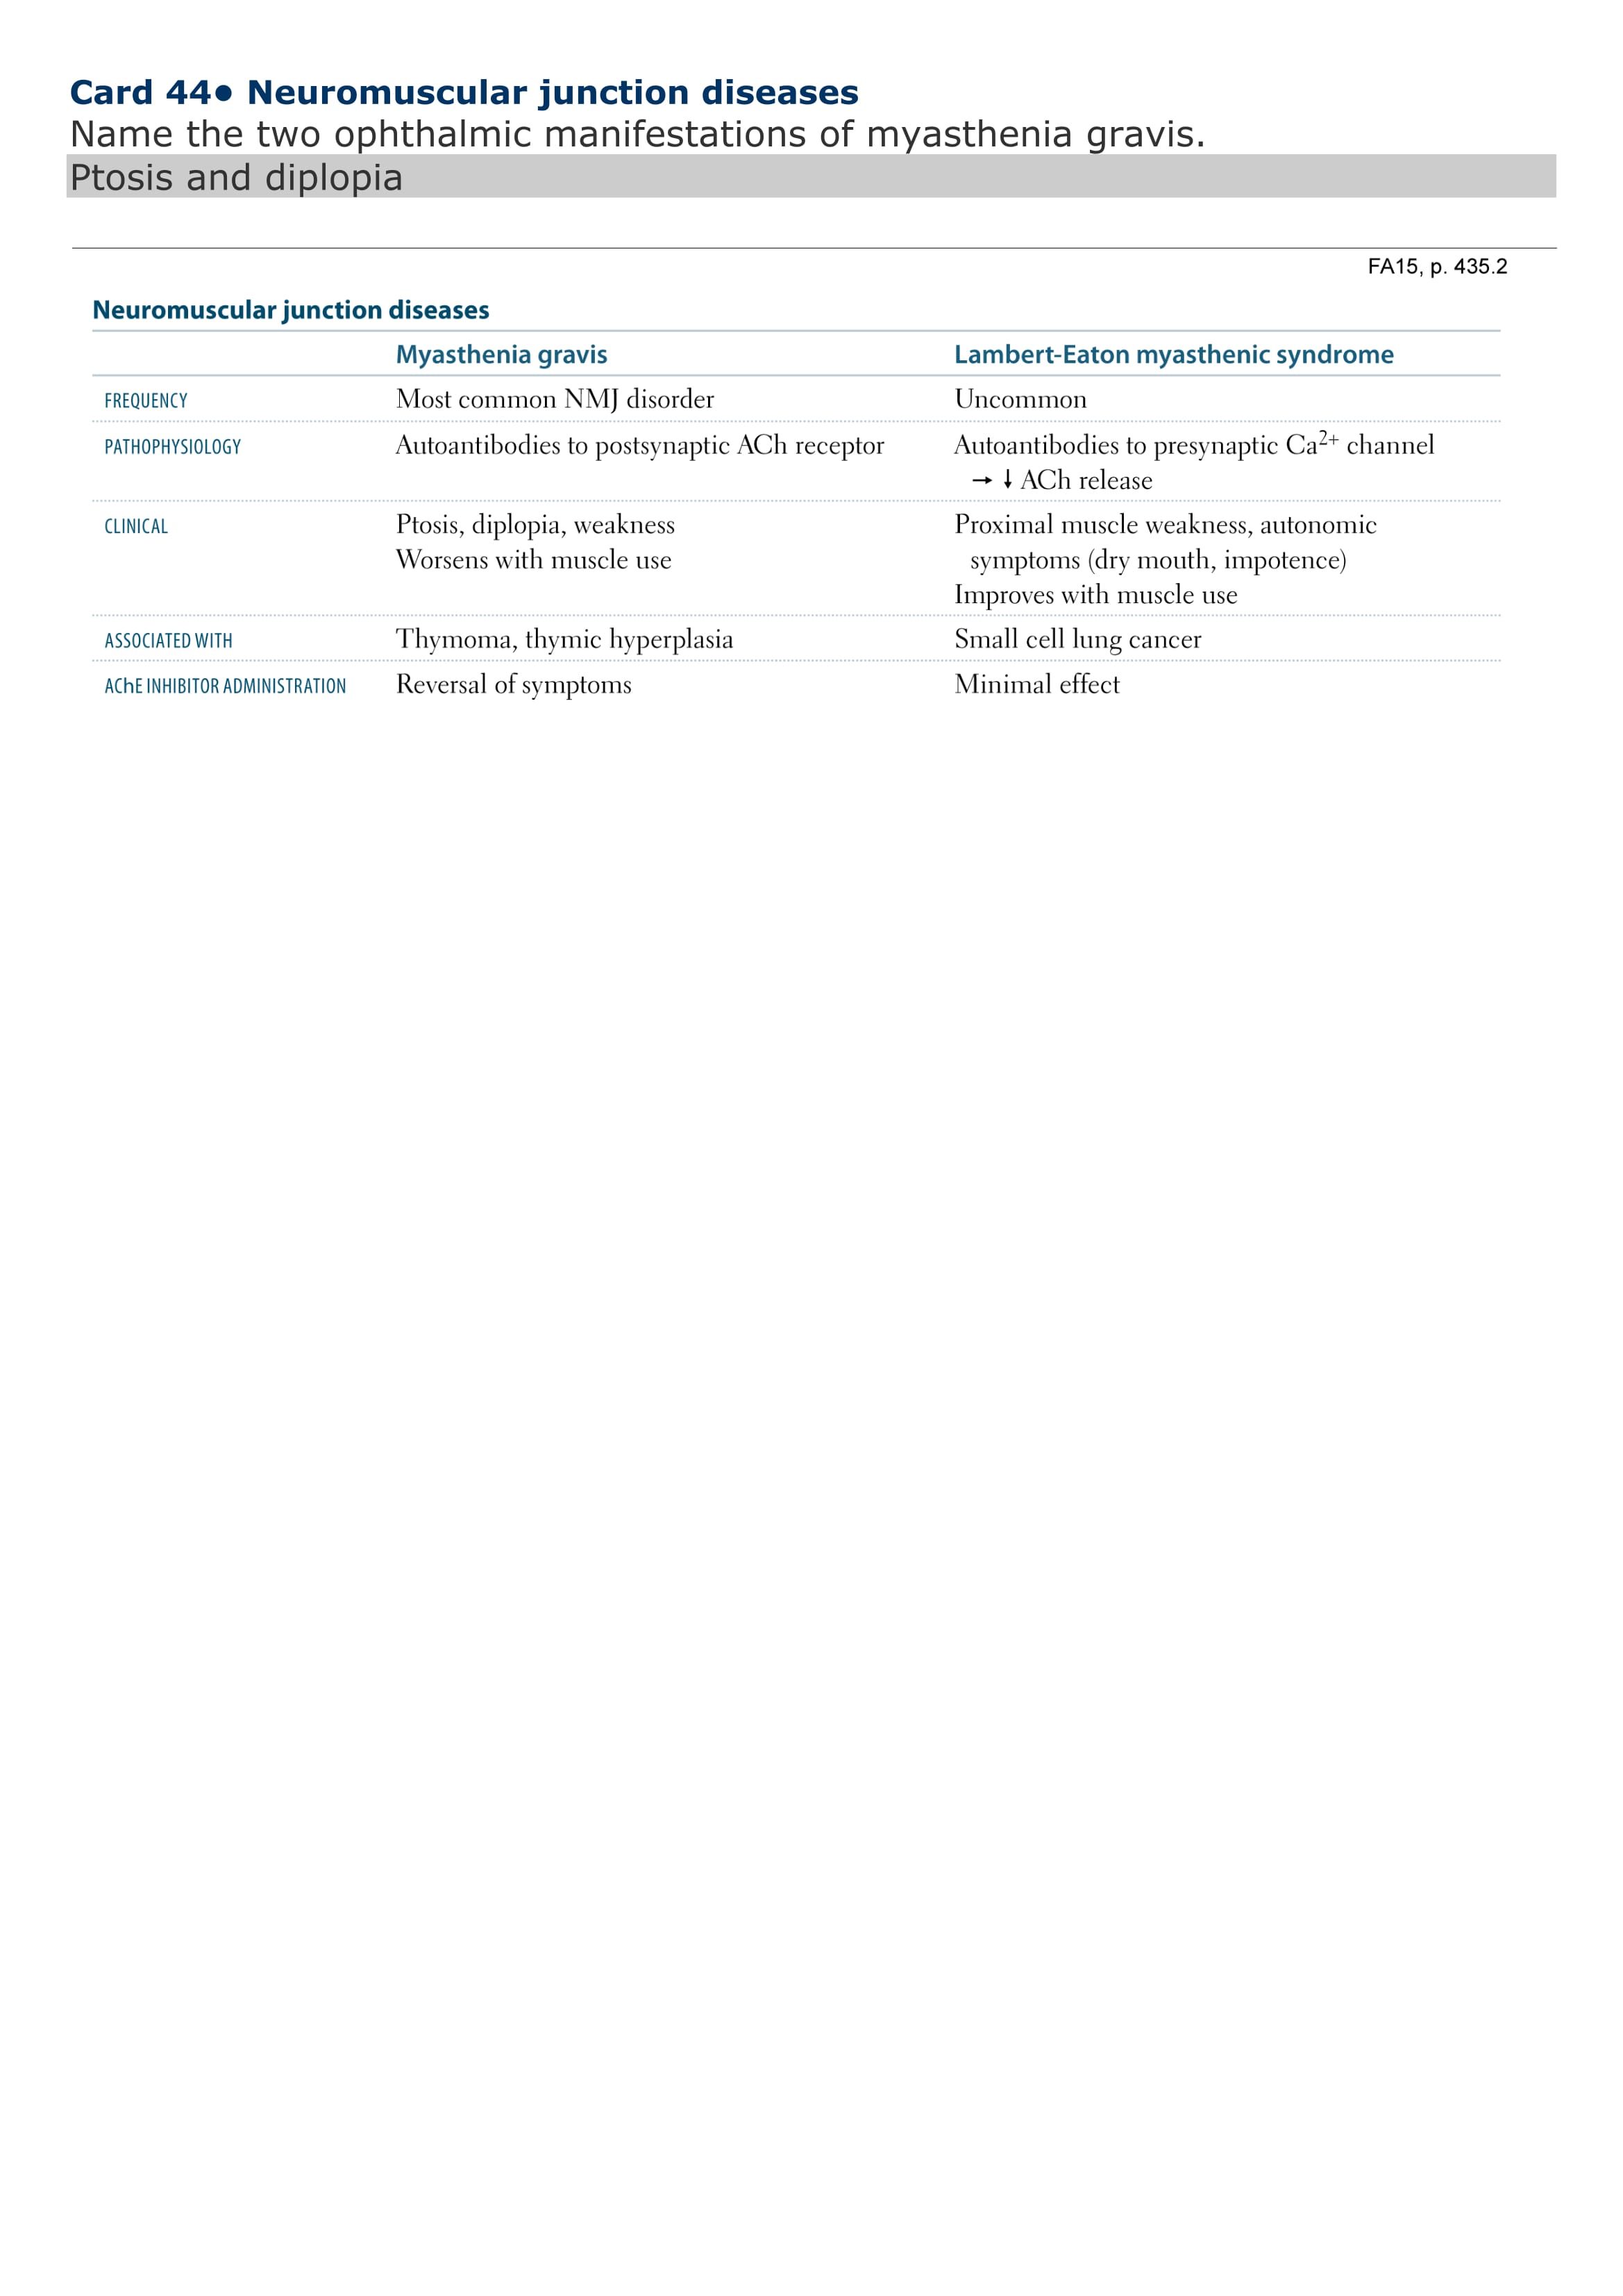 Card 44● Neuromuscular junction diseases
Name the two ophthalmic manifestations of myasthenia gravis.
Ptosis and diplopia
FA15, p. 435.2
Neuromuscular junction diseases
Myasthenia gravis Lambert-Eaton myasthenic syndrome
FREQUENCY Most common NMJ disorder Uncommon
PATHOPHYSIOLOGY Autoantibodies to postsynaptic ACh receptor Autoantibodies to presynaptic Ca²⁺ channel
→ ↓ ACh release
CLINICAL Ptosis, diplopia, weakness Proximal muscle weakness, autonomic
Worsens with muscle use symptoms (dry mouth, impotence)
Improves with muscle use
ASSOCIATED WITH Thymoma, thymic hyperplasia Small cell lung cancer
AChE INHIBITOR ADMINISTRATION Reversal of symptoms Minimal effect